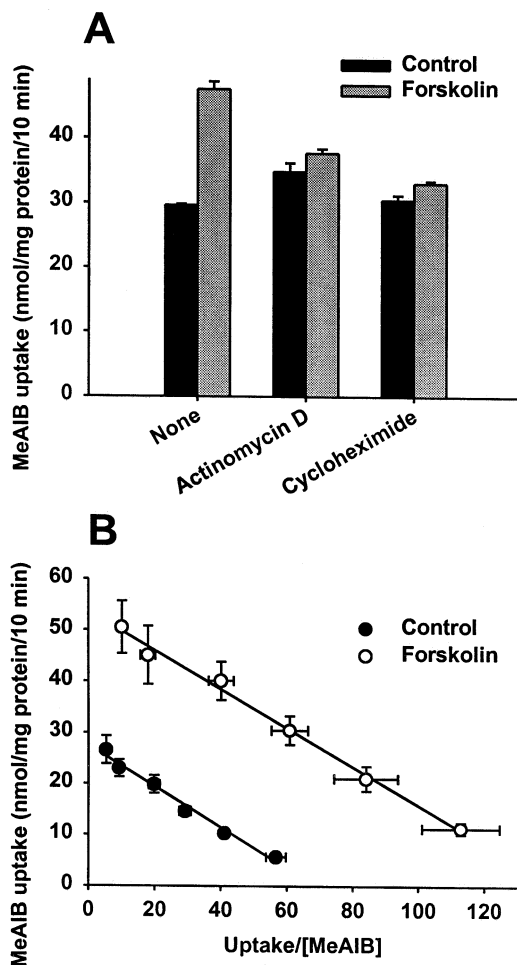 A
Control
Forskolin
MeAIB uptake (nmol/mg protein/10 min)
40
30
20
10
0
None
Actinomycin D
Cycloheximide
B
Control
Forskolin
MeAIB uptake (nmol/mg protein/10 min)
60
50
40
30
20
10
0
0 20 40 60 80 100 120
Uptake/[MeAIB]